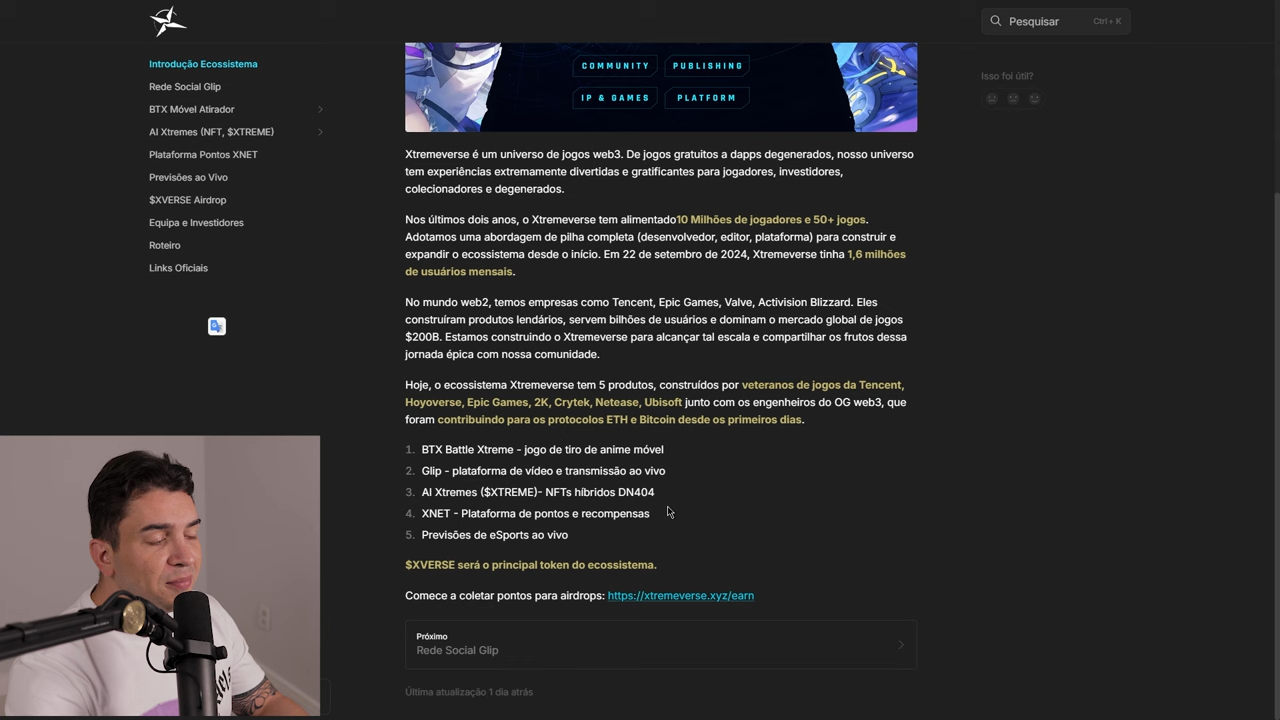 Pesquisar
Ctrl + K
Introdução Ecossistema
Rede Social Glip
BTX Móvel Atirador
AI Xtremes (NFT, $XTREME)
Plataforma Pontos XNET
Previsões ao Vivo
$XVERSE Airdrop
Equipa e Investidores
Roteiro
Links Oficiais
COMMUNITY
PUBLISHING
IP & GAMES
PLATFORM
Xtremeverse é um universo de jogos web3. De jogos gratuitos a dapps degenerados, nosso universo
tem experiências extremamente divertidas e gratificantes para jogadores, investidores,
colecionadores e degenerados.
Nos últimos dois anos, o Xtremeverse tem alimentado10 Milhões de jogadores e 50+ jogos.
Adotamos uma abordagem de pilha completa (desenvolvedor, editor, plataforma) para construir e
expandir o ecossistema desde o início. Em 22 de setembro de 2024, Xtremeverse tinha 1,6 milhões
de usuários mensais.
No mundo web2, temos empresas como Tencent, Epic Games, Valve, Activision Blizzard. Eles
construíram produtos lendários, servem bilhões de usuários e dominam o mercado global de jogos
$200B. Estamos construindo o Xtremeverse para alcançar tal escala e compartilhar os frutos dessa
jornada épica com nossa comunidade.
Hoje, o ecossistema Xtremeverse tem 5 produtos, construídos por veteranos de jogos da Tencent,
Hoyoverse, Epic Games, 2K, Crytek, Netease, Ubisoft junto com os engenheiros do OG web3, que
foram contribuindo para os protocolos ETH e Bitcoin desde os primeiros dias.
1. BTX Battle Xtreme - jogo de tiro de anime móvel
2. Glip - plataforma de vídeo e transmissão ao vivo
3. AI Xtremes ($XTREME)- NFTs híbridos DN404
4. XNET - Plataforma de pontos e recompensas
5. Previsões de eSports ao vivo
$XVERSE será o principal token do ecossistema.
Comece a coletar pontos para airdrops: https://xtremeverse.xyz/earn
Próximo
Rede Social Glip
Última atualização 1 dia atrás
Isso foi útil?